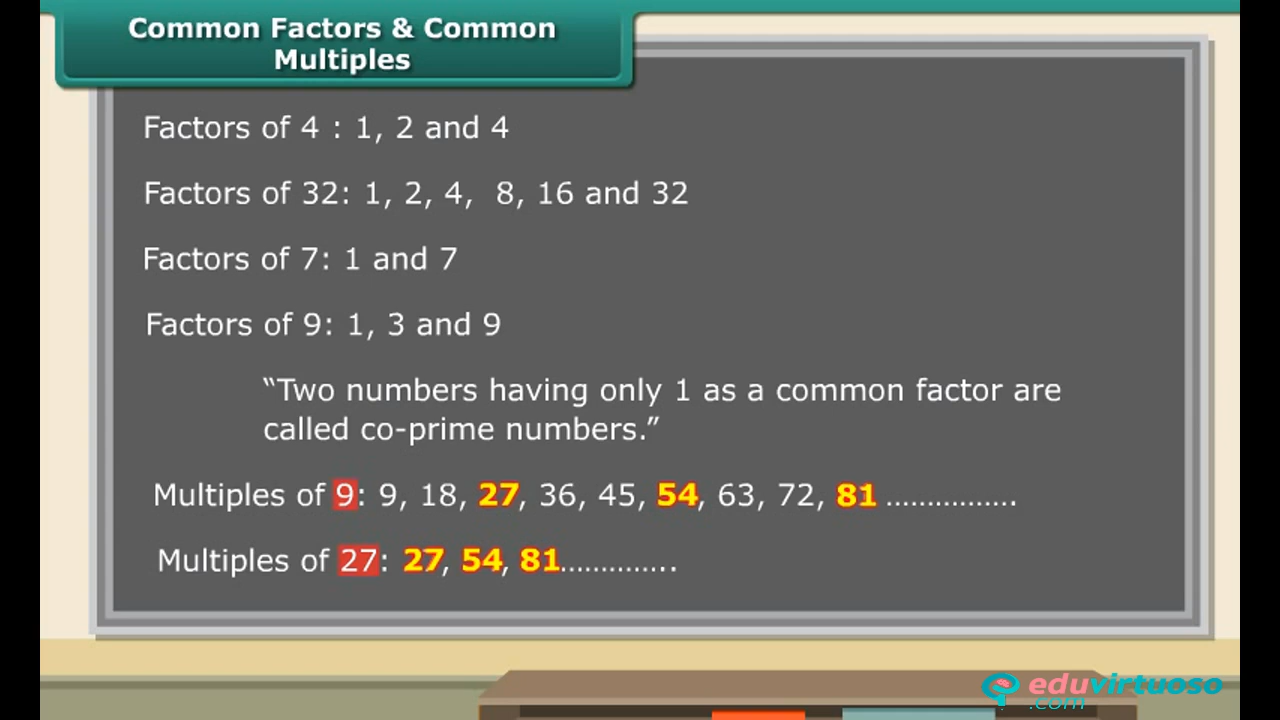 Common Factors & Common
Multiples
Factors of 4 : 1, 2 and 4
Factors of 32: 1, 2, 4,  8, 16 and 32
Factors of 7: 1 and 7
Factors of 9: 1, 3 and 9
“Two numbers having only 1 as a common factor are
called co-prime numbers.”
Multiples of 9: 9, 18, 27, 36, 45, 54, 63, 72, 81 ................
Multiples of 27: 27, 54, 81..............
eduvirtuoso
.com